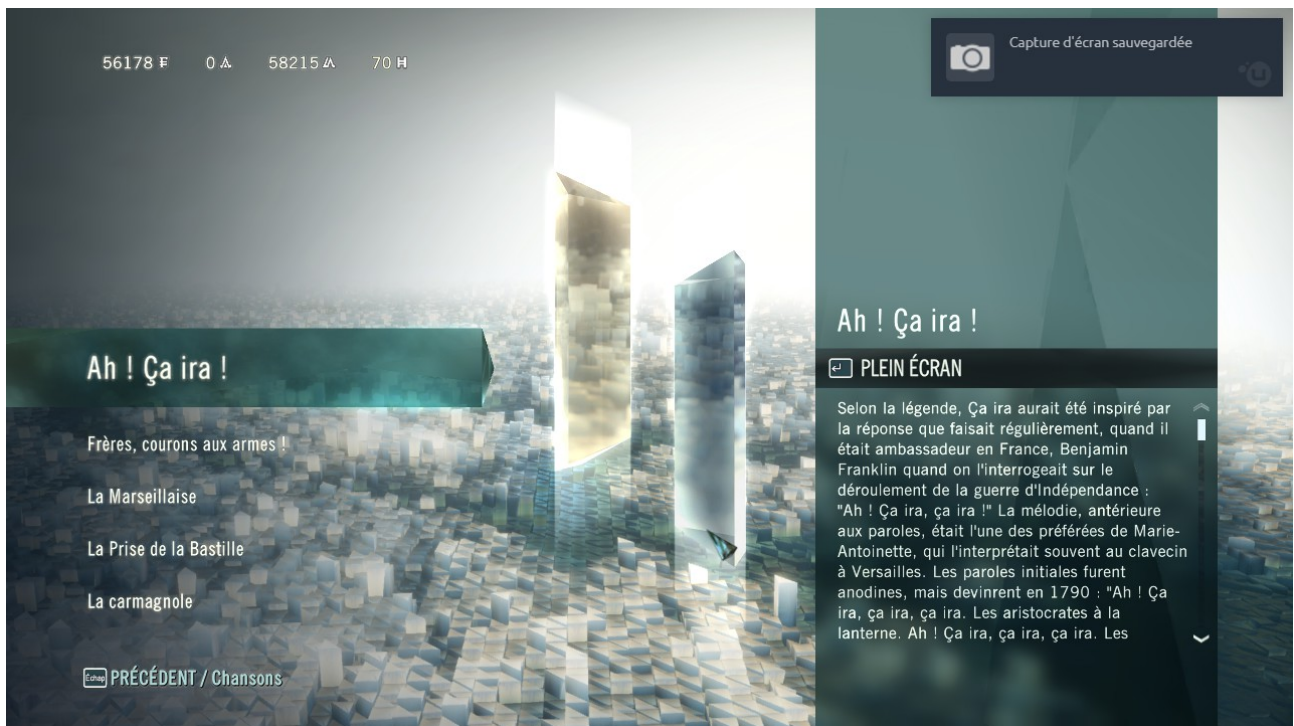 56178 F 0 58215 70 H
Capture d'écran sauvegardée
Ah ! Ça ira !
Frères, courons aux armes !
La Marseillaise
La Prise de la Bastille
La carmagnole
Échap PRÉCÉDENT / Chansons
Ah ! Ça ira !
PLEIN ÉCRAN
Selon la légende, Ça ira aurait été inspiré par
la réponse que faisait régulièrement, quand il
était ambassadeur en France, Benjamin
Franklin quand on l'interrogeait sur le
déroulement de la guerre d'Indépendance :
"Ah ! Ça ira, ça ira !" La mélodie, antérieure
aux paroles, était l'une des préférées de Marie-
Antoinette, qui l'interprétait souvent au clavecin
à Versailles. Les paroles initiales furent
anodines, mais devinrent en 1790 : "Ah ! Ça
ira, ça ira, ça ira. Les aristocrates à la
lanterne. Ah ! Ça ira, ça ira, ça ira. Les